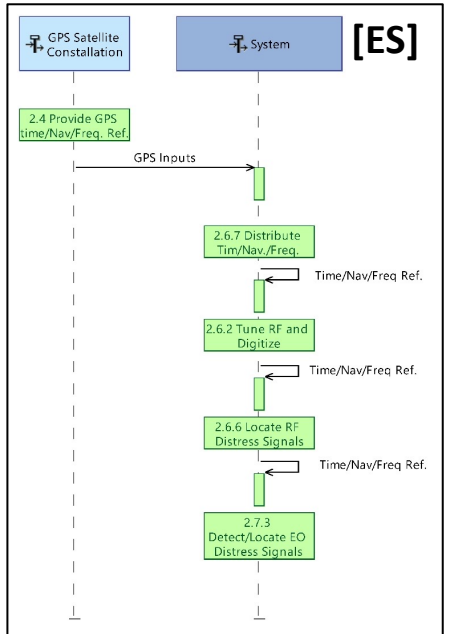 GPS Satellite
Constallation
System
[ES]
2.4 Provide GPS
time/Nav/Freq. Ref.
GPS Inputs
2.6.7 Distribute
Tim/Nav./Freq.
Time/Nav/Freq Ref.
2.6.2 Tune RF and
Digitize
Time/Nav/Freq Ref.
2.6.6 Locate RF
Distress Signals
Time/Nav/Freq Ref.
2.7.3
Detect/Locate EO
Distress Signals